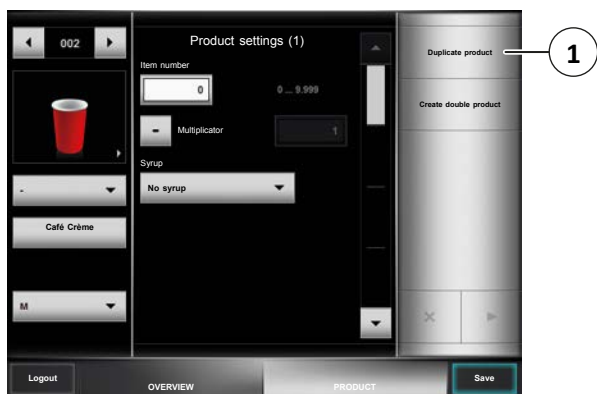 002
Product settings (1)
Item number
0
0 ... 9.999
-
Multiplicator
1
Syrup
No syrup
-
Café Crème
M
Duplicate product
Create double product
1
Logout
OVERVIEW
PRODUCT
Save